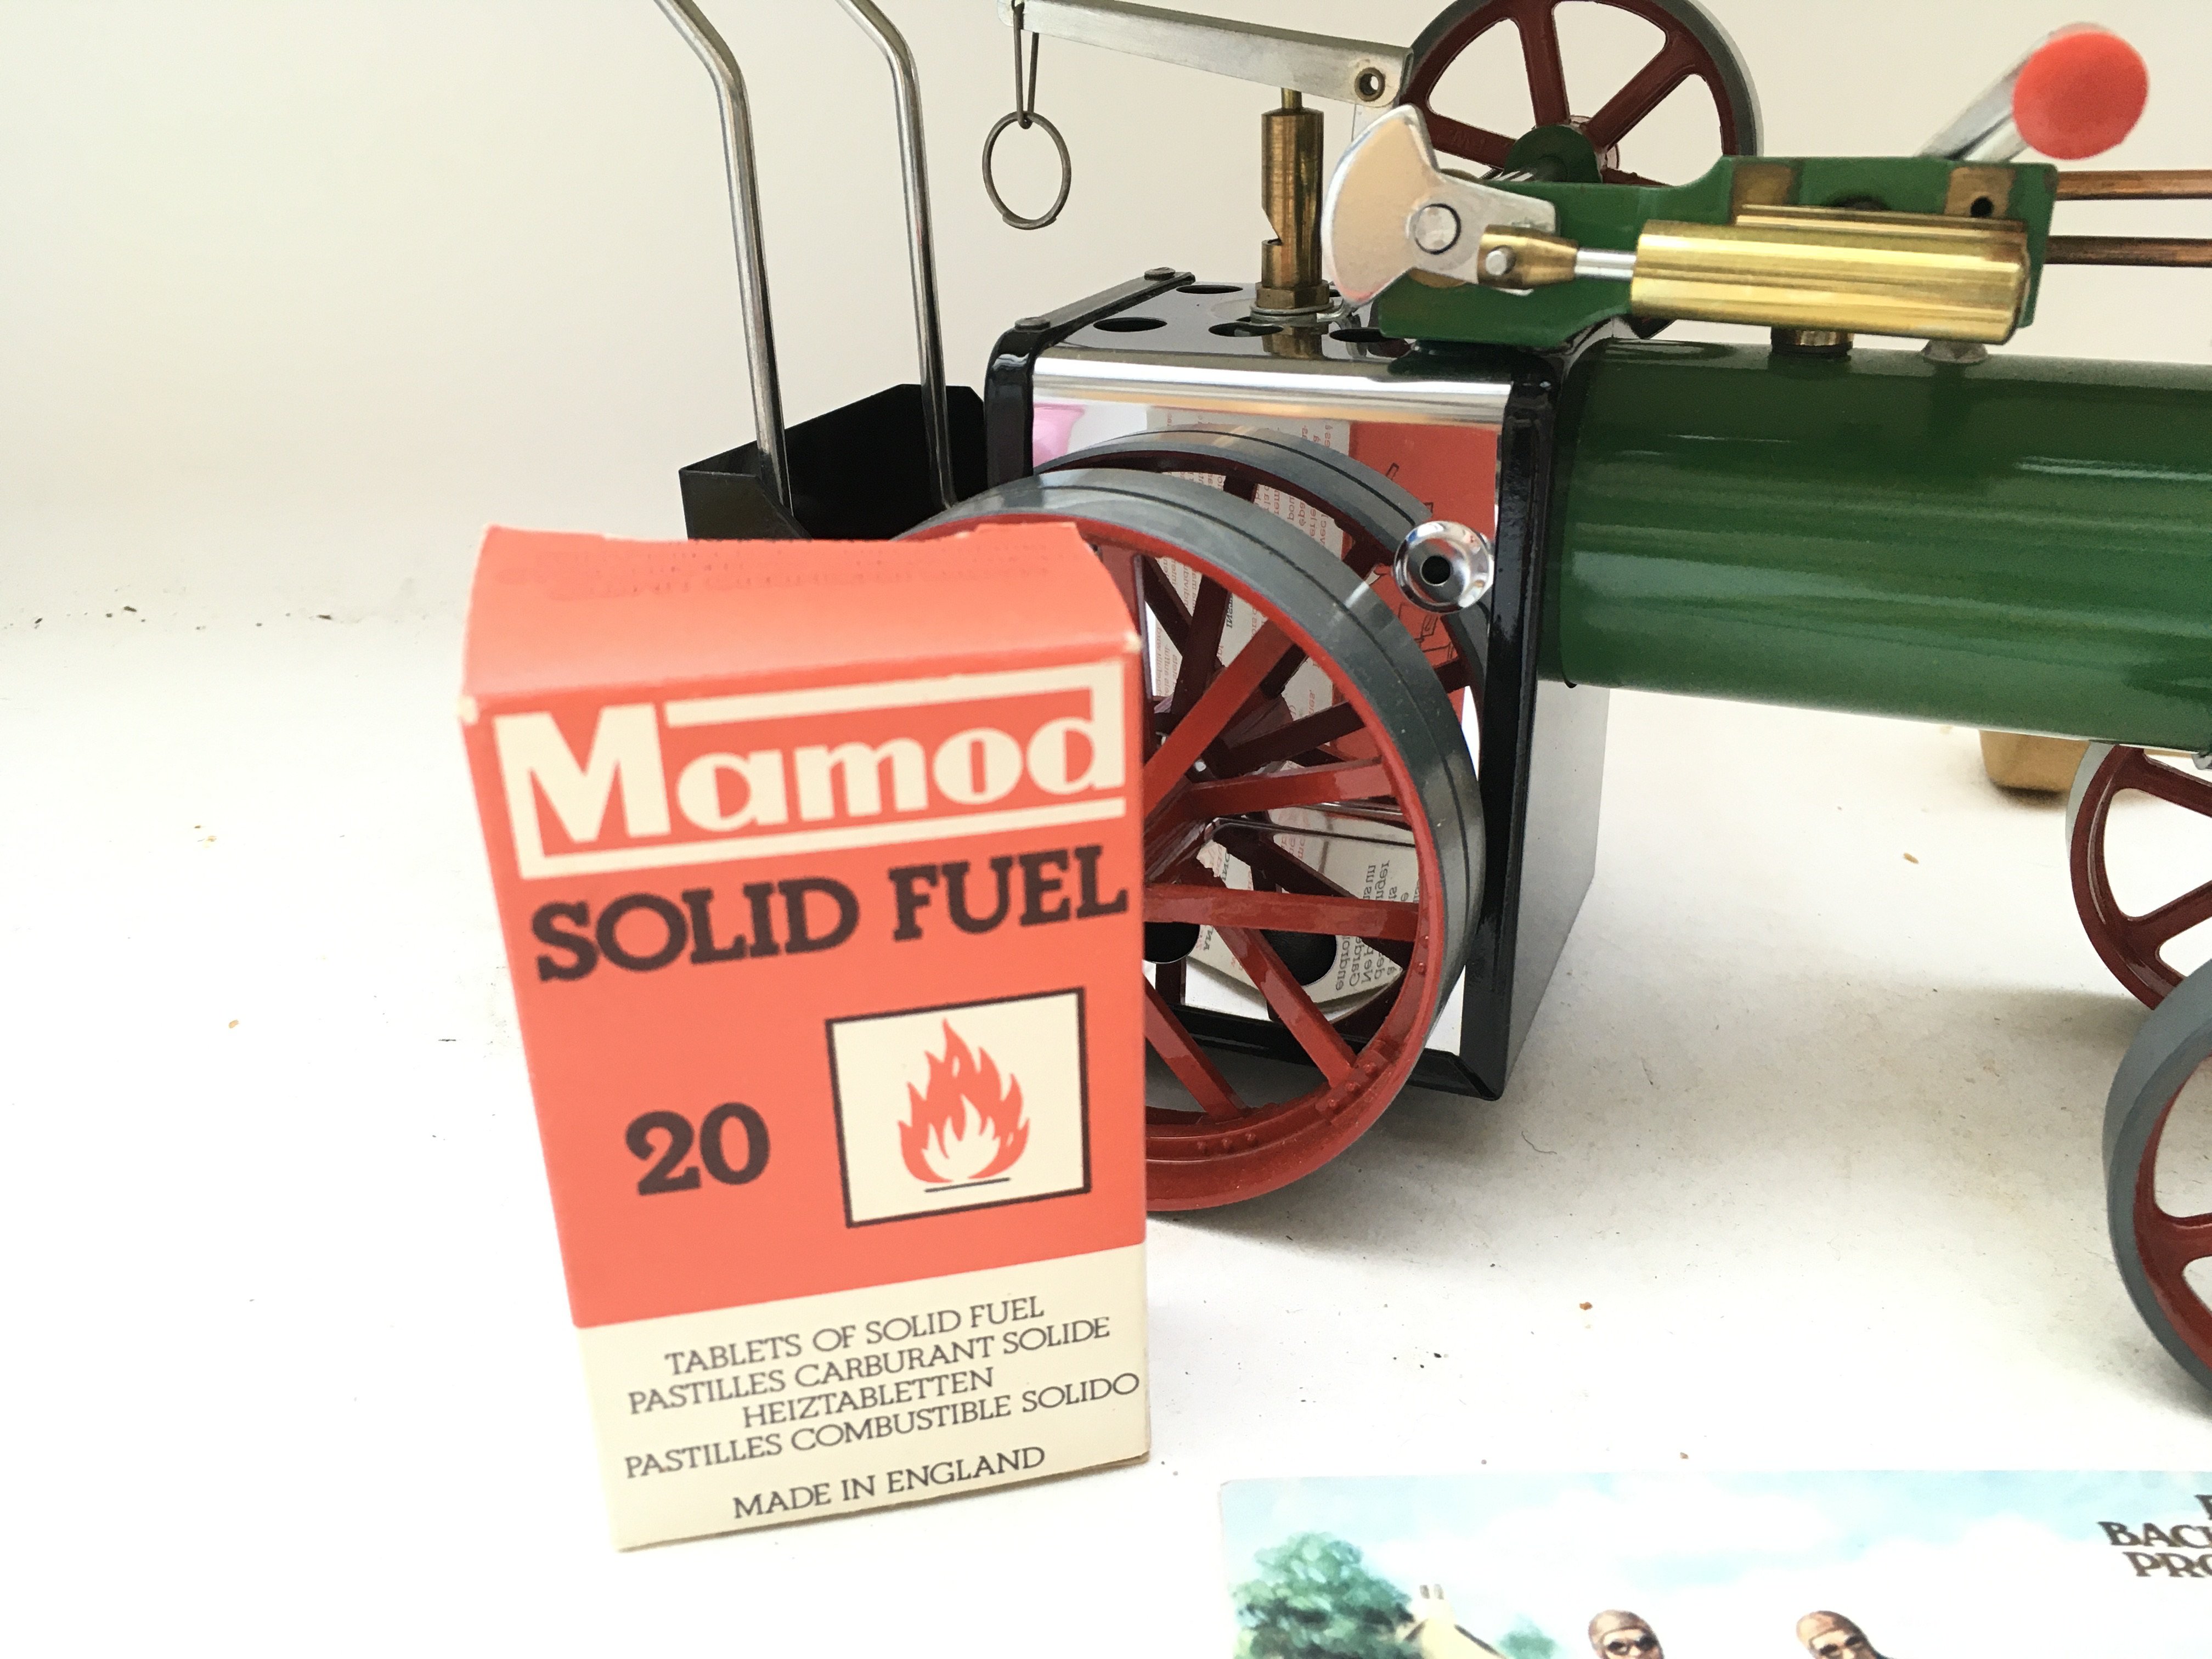 Mamod
SOLID FUEL
20
TABLETS OF SOLID FUEL
PASTILLES CARBURANT SOLIDE
HEIZTABLETTEN
PASTILLES COMBUSTIBLE SOLIDO
MADE IN ENGLAND